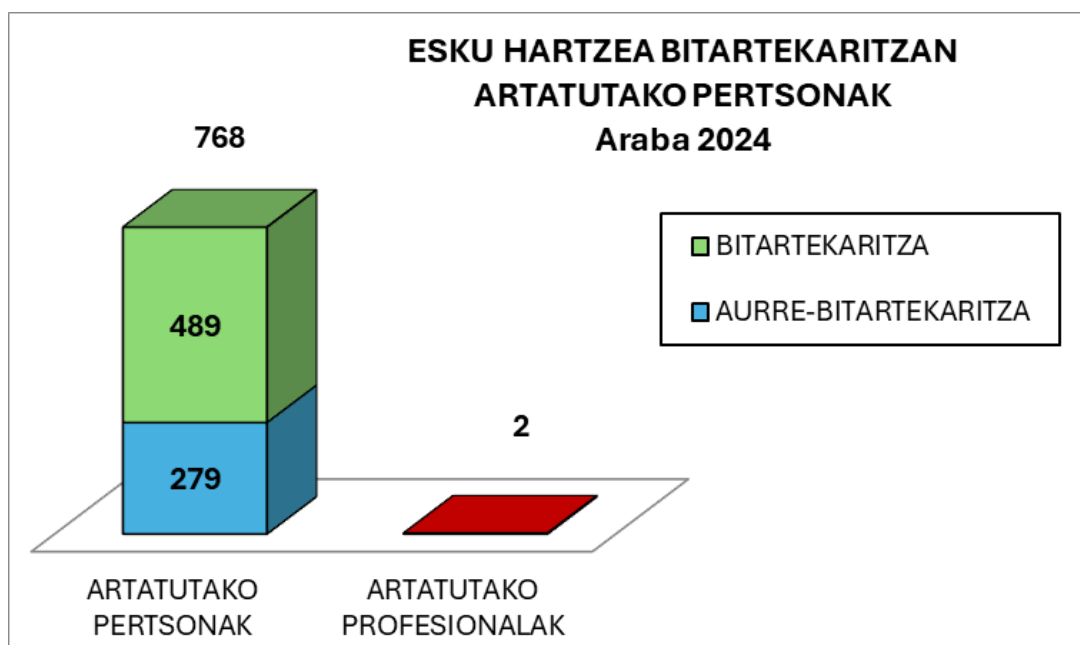 ESKU HARTZEA BITARTEKARITZAN
ARTATUTAKO PERTSONAK
Araba 2024
768
BITARTEKARITZA
AURRE-BITARTEKARITZA
489
279
2
ARTATUTAKO
PERTSONAK
ARTATUTAKO
PROFESIONALAK